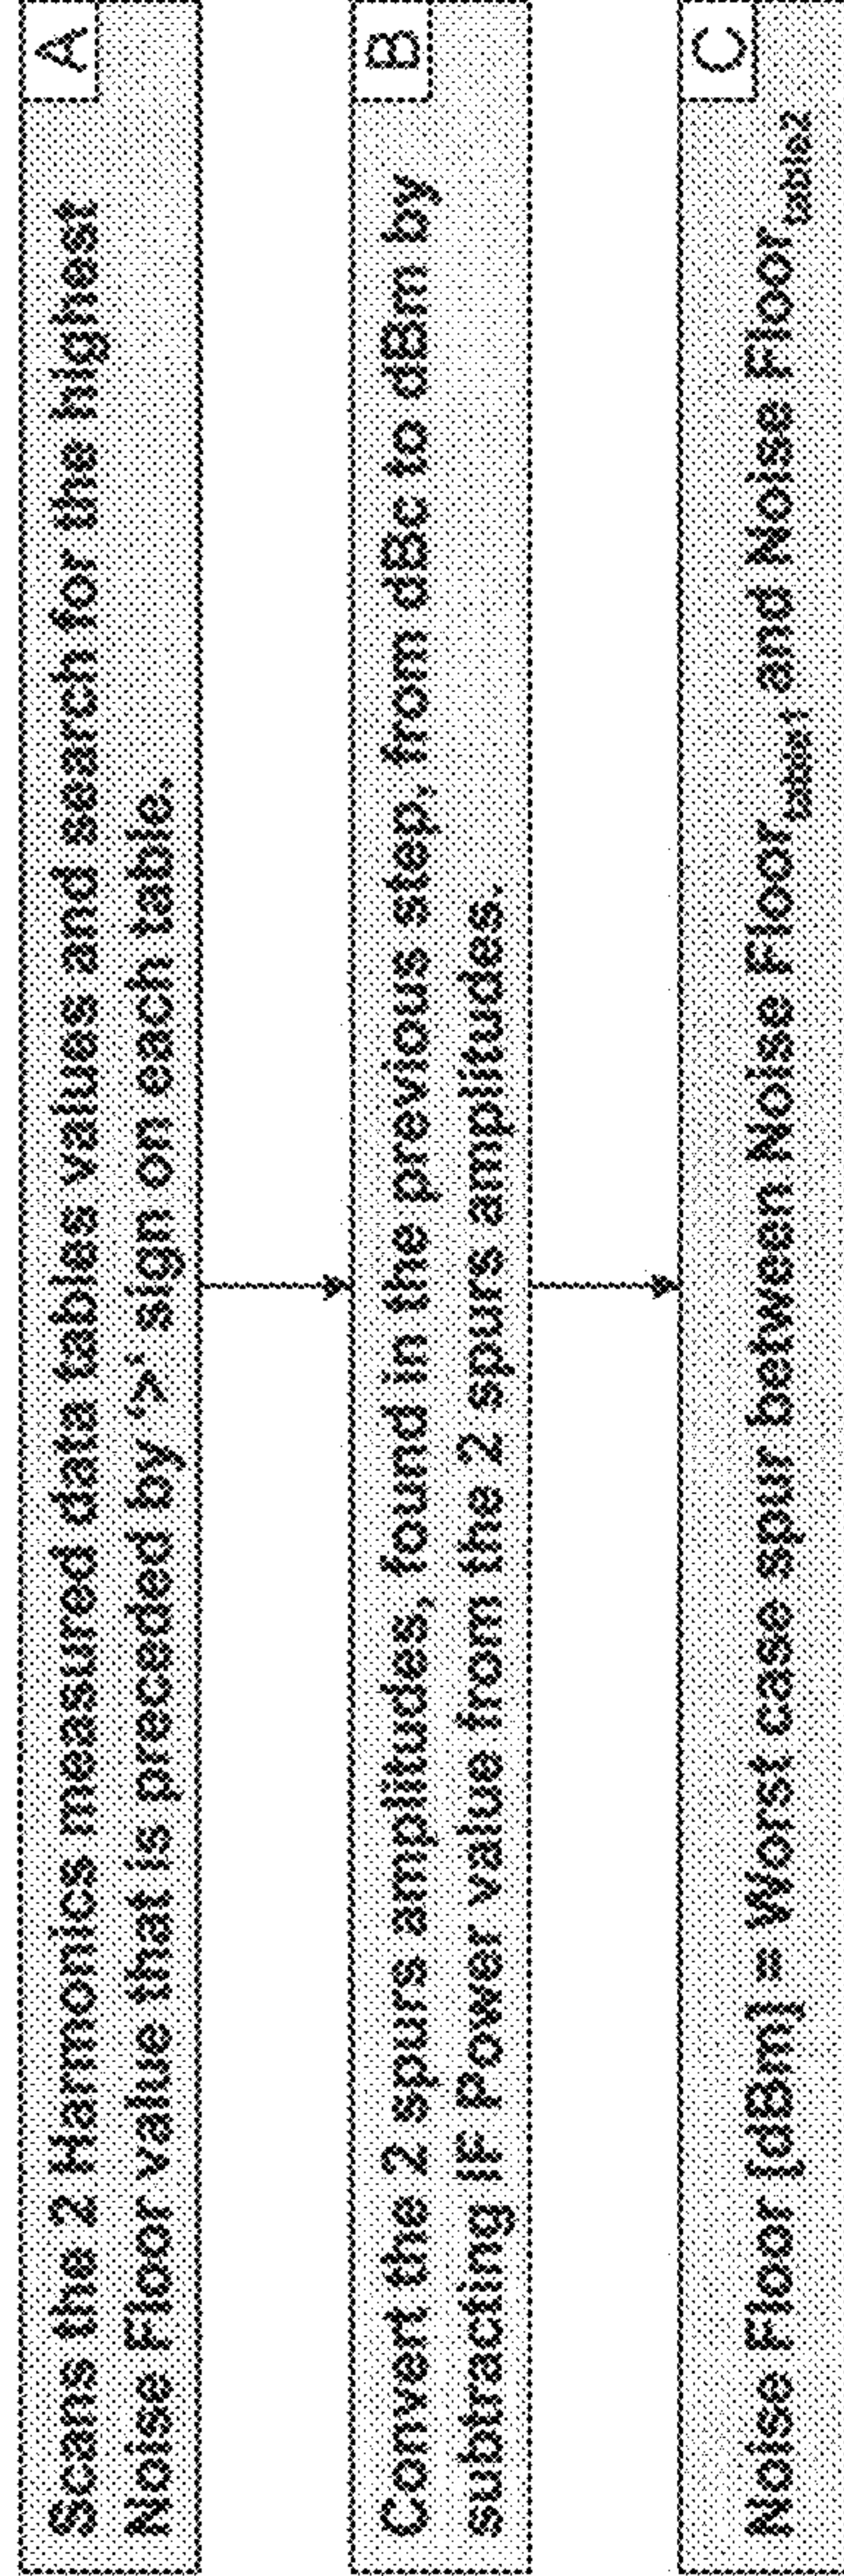 A
Scans the 2 Harmonics measured data tables values and search for the highest
Noise Floor value that is preceded by '>' sign on each table.
B
Convert the 2 spurs amplitudes, found in the previous step, from dBc to dBm by
subtracting IF Power value from the 2 spurs amplitudes.
C
Noise Floor [dBm] = Worst case spur between Noise Floor table1 and Noise Floor table2